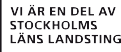 VI ÄR EN DEL AV
STOCKHOLMS
LÄNS LANDSTING